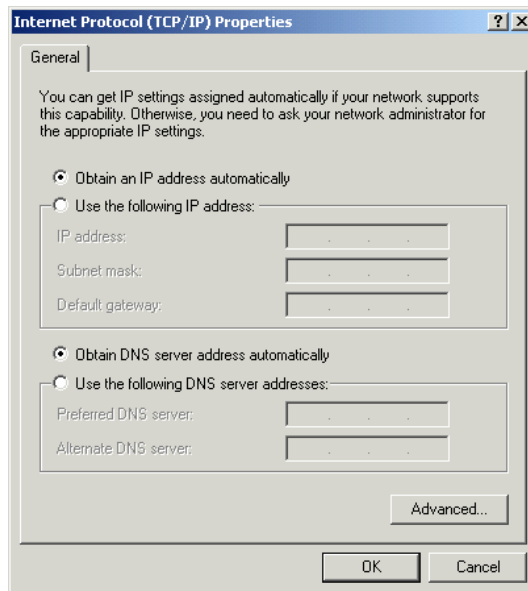 Internet Protocol (TCP/IP) Properties
General
You can get IP settings assigned automatically if your network supports
this capability. Otherwise, you need to ask your network administrator for
the appropriate IP settings.
Obtain an IP address automatically
Use the following IP address:
IP address:
Subnet mask:
Default gateway:
Obtain DNS server address automatically
Use the following DNS server addresses:
Preferred DNS server:
Alternate DNS server:
Advanced...
OK Cancel